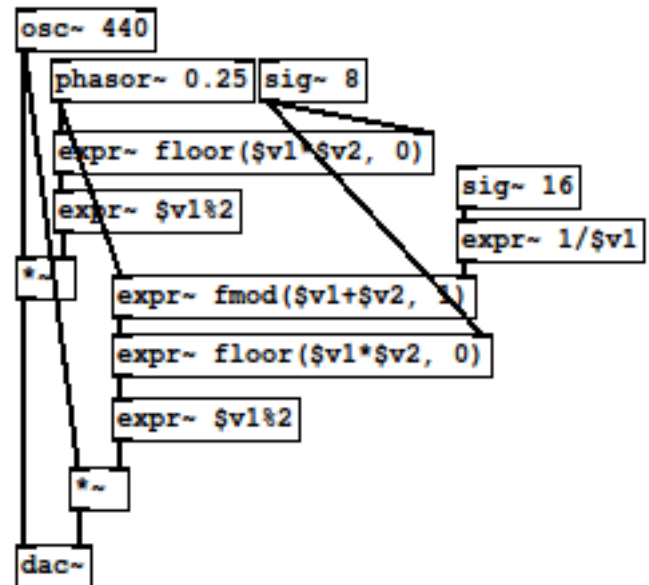 osc~ 440
phasor~ 0.25
sig~ 8
expr~ floor($v1*$v2, 0)
sig~ 16
expr~ $v1%2
expr~ 1/$v1
*~
expr~ fmod($v1+$v2, 1)
expr~ floor($v1*$v2, 0)
expr~ $v1%2
*~
dac~